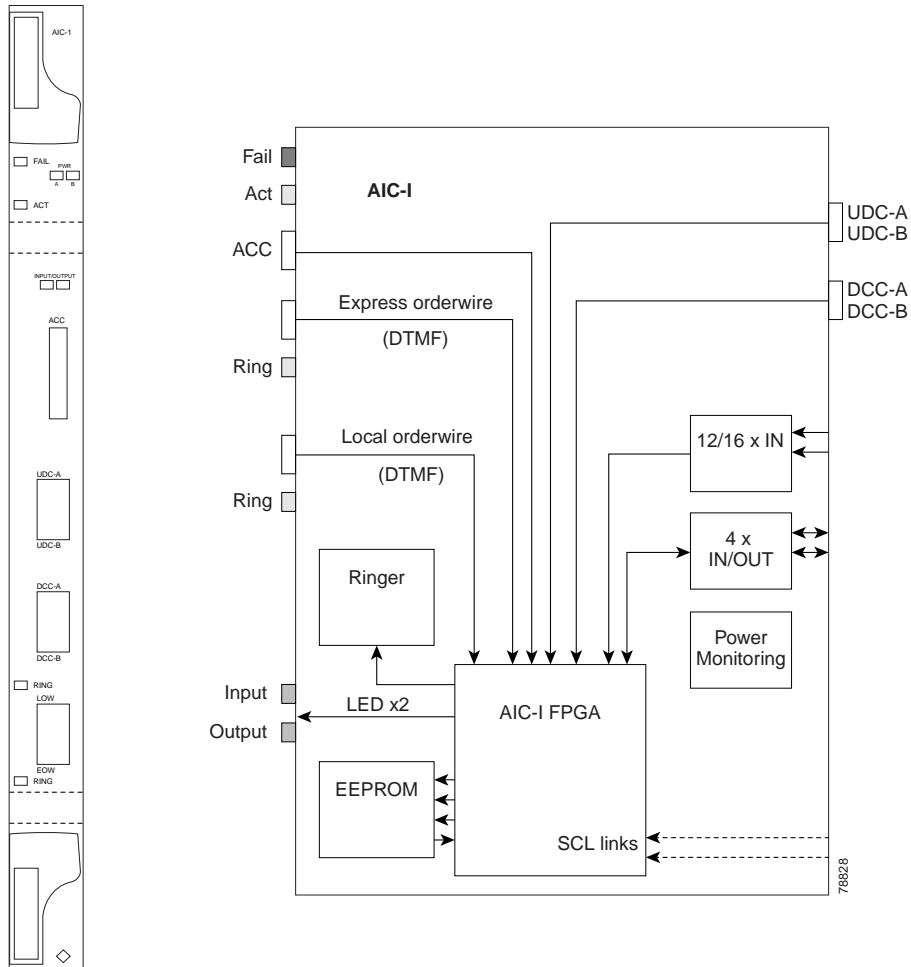 AIC-1
FAIL
PWR
A B
ACT
INPUT/OUTPUT
ACC
UDC-A
UDC-B
DCC-A
DCC-B
RING
LOW
EOW
RING
Fail
Act
AIC-I
ACC
Express orderwire
(DTMF)
Ring
Local orderwire
(DTMF)
Ring
UDC-A
UDC-B
DCC-A
DCC-B
12/16 x IN
4 x
IN/OUT
Ringer
Power
Monitoring
Input
LED x2
Output
AIC-I FPGA
EEPROM
SCL links
78828